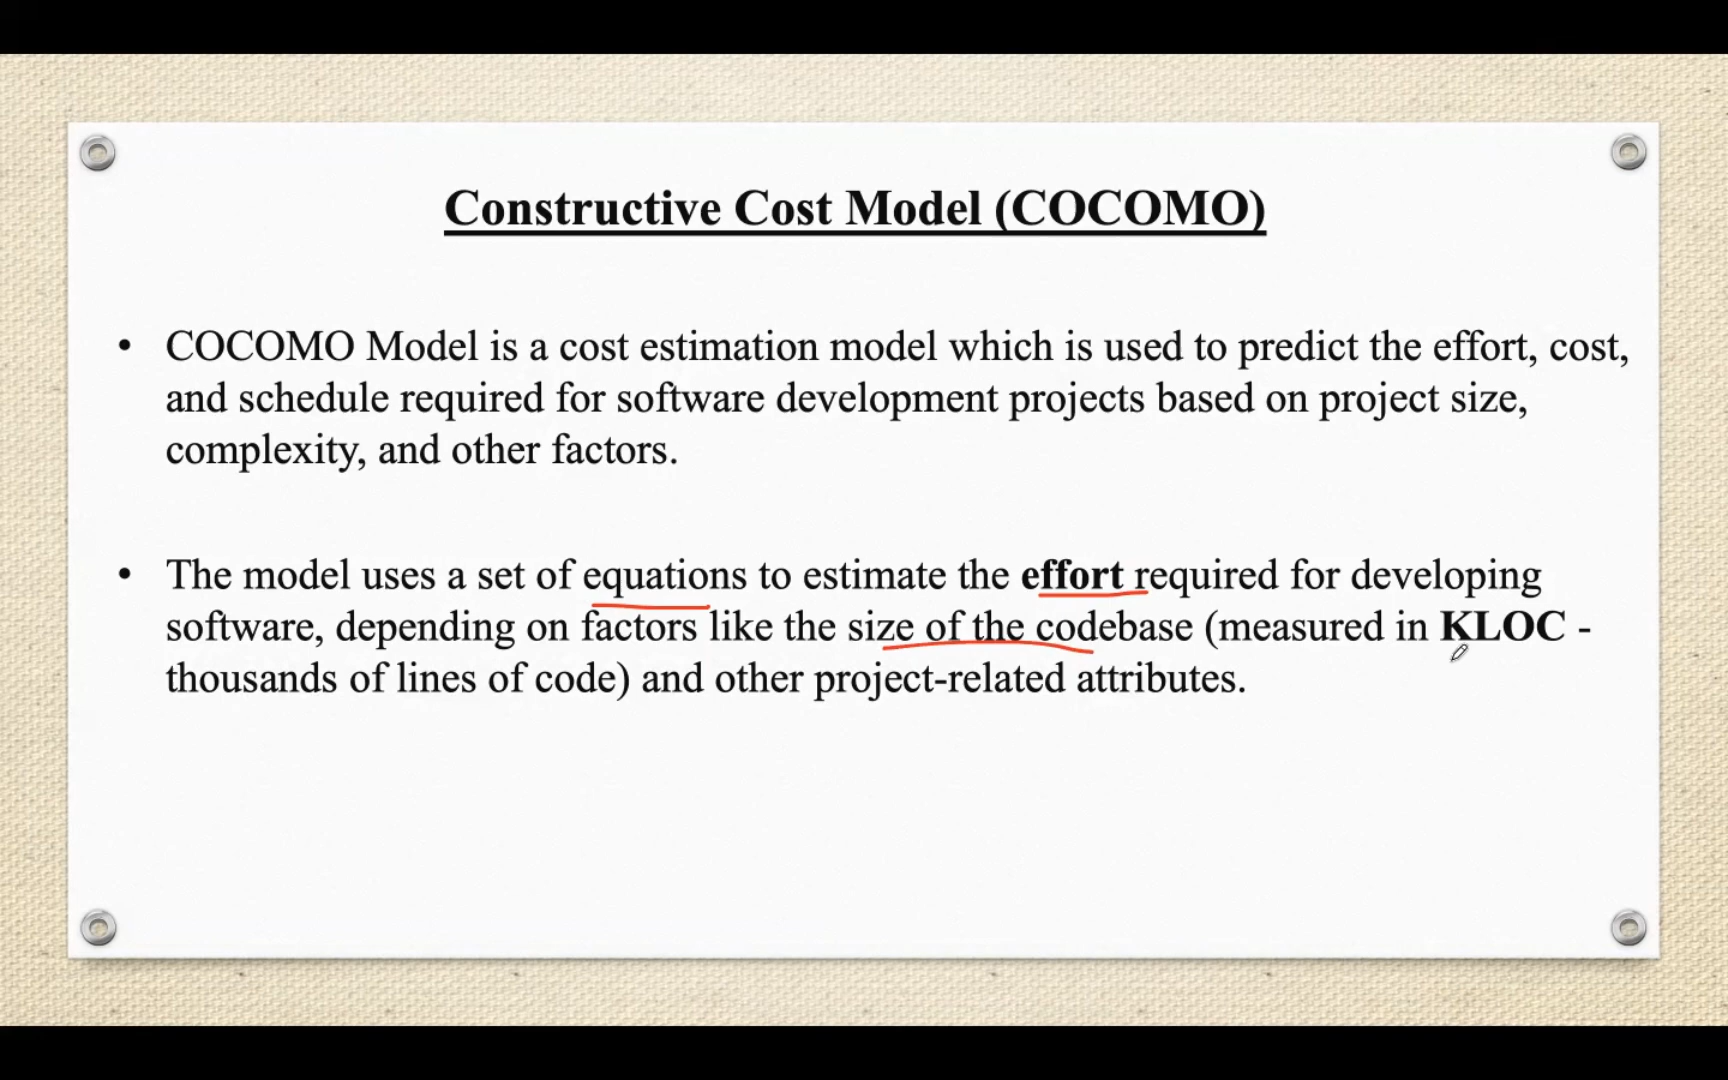 Constructive Cost Model (COCOMO)
• COCOMO Model is a cost estimation model which is used to predict the effort, cost,
and schedule required for software development projects based on project size,
complexity, and other factors.
• The model uses a set of equations to estimate the effort required for developing
software, depending on factors like the size of the codebase (measured in KLOC -
thousands of lines of code) and other project-related attributes.